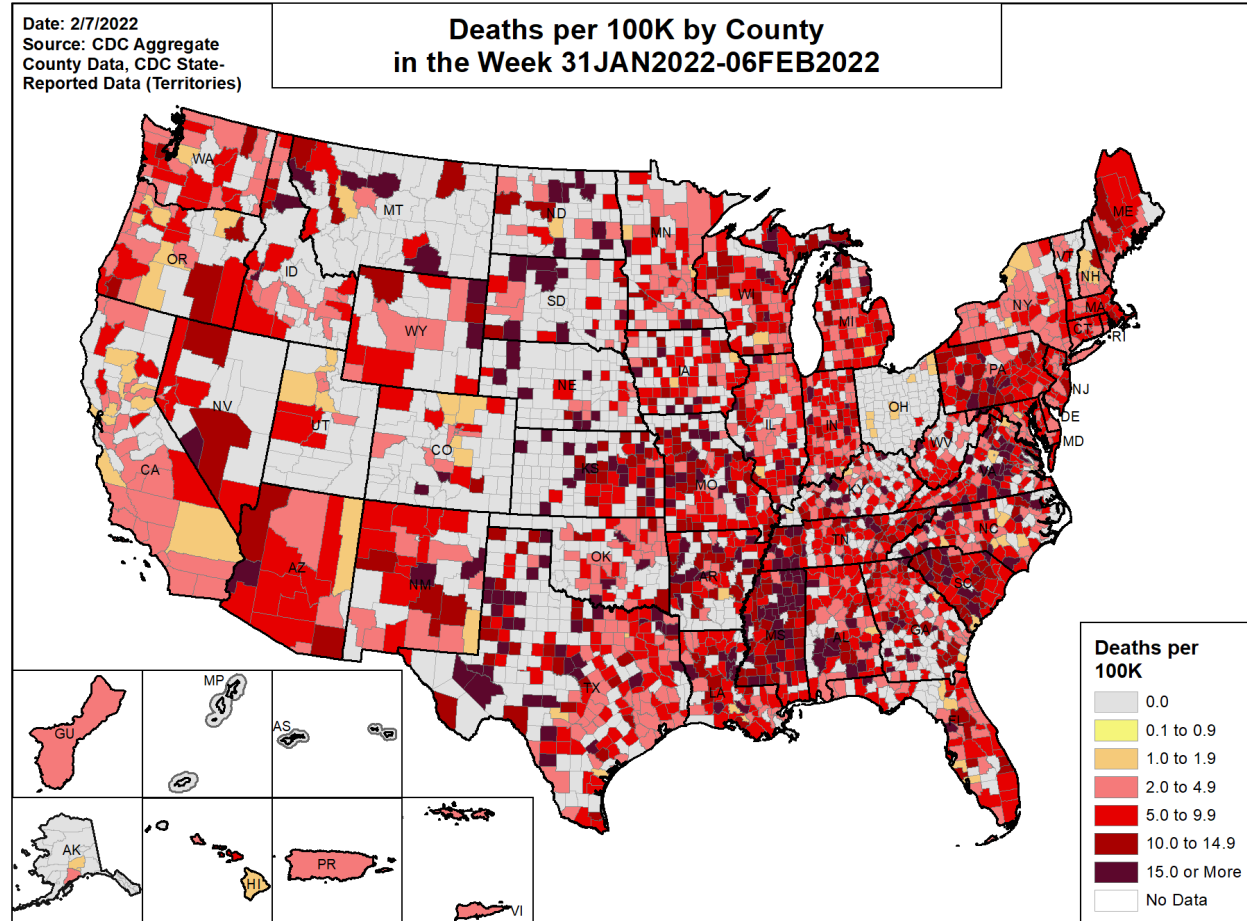 Date: 2/7/2022
Source: CDC Aggregate
County Data, CDC State-
Reported Data (Territories)
Deaths per 100K by County
in the Week 31JAN2022-06FEB2022
WA
MT
ND
MN
ME
OR
ID
SD
WI
VT
NH
WY
NY
MA
MI
CT
RI
NE
IA
PA
NV
UT
CO
IL
IN
OH
NJ
DE
MD
CA
KS
MO
WV
VA
KY
AZ
NM
OK
AR
TN
NC
SC
MS
AL
GA
TX
LA
FL
GU
MP
AS
AK
HI
PR
VI
Deaths per
100K
0.0
0.1 to 0.9
1.0 to 1.9
2.0 to 4.9
5.0 to 9.9
10.0 to 14.9
15.0 or More
No Data